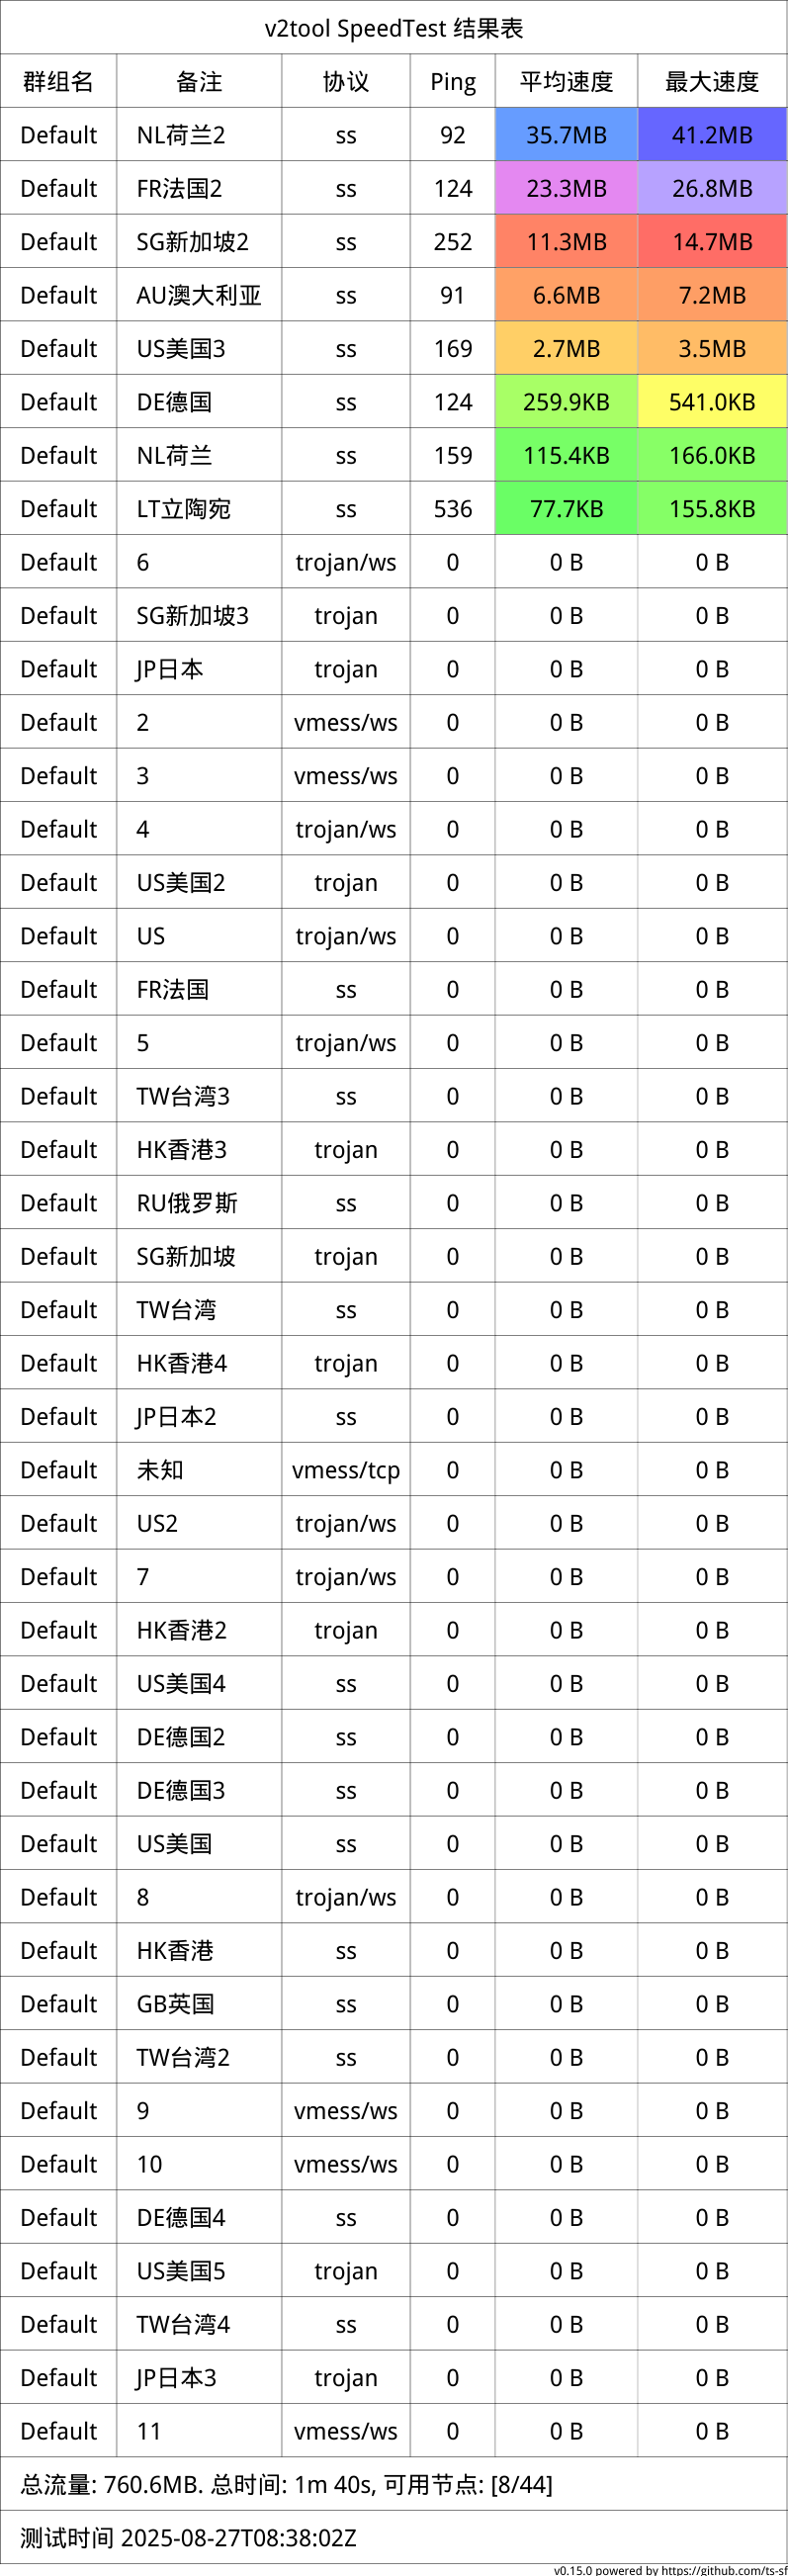 v2tool SpeedTest 结果表
群组名 备注 协议 Ping 平均速度 最大速度
Default NL荷兰2 ss 92 35.7MB 41.2MB
Default FR法国2 ss 124 23.3MB 26.8MB
Default SG新加坡2 ss 252 11.3MB 14.7MB
Default AU澳大利亚 ss 91 6.6MB 7.2MB
Default US美国3 ss 169 2.7MB 3.5MB
Default DE德国 ss 124 259.9KB 541.0KB
Default NL荷兰 ss 159 115.4KB 166.0KB
Default LT立陶宛 ss 536 77.7KB 155.8KB
Default 6 trojan/ws 0 0 B 0 B
Default SG新加坡3 trojan 0 0 B 0 B
Default JP日本 trojan 0 0 B 0 B
Default 2 vmess/ws 0 0 B 0 B
Default 3 vmess/ws 0 0 B 0 B
Default 4 trojan/ws 0 0 B 0 B
Default US美国2 trojan 0 0 B 0 B
Default US trojan/ws 0 0 B 0 B
Default FR法国 ss 0 0 B 0 B
Default 5 trojan/ws 0 0 B 0 B
Default TW台湾3 ss 0 0 B 0 B
Default HK香港3 trojan 0 0 B 0 B
Default RU俄罗斯 ss 0 0 B 0 B
Default SG新加坡 trojan 0 0 B 0 B
Default TW台湾 ss 0 0 B 0 B
Default HK香港4 trojan 0 0 B 0 B
Default JP日本2 ss 0 0 B 0 B
Default 未知 vmess/tcp 0 0 B 0 B
Default US2 trojan/ws 0 0 B 0 B
Default 7 trojan/ws 0 0 B 0 B
Default HK香港2 trojan 0 0 B 0 B
Default US美国4 ss 0 0 B 0 B
Default DE德国2 ss 0 0 B 0 B
Default DE德国3 ss 0 0 B 0 B
Default US美国 ss 0 0 B 0 B
Default 8 trojan/ws 0 0 B 0 B
Default HK香港 ss 0 0 B 0 B
Default GB英国 ss 0 0 B 0 B
Default TW台湾2 ss 0 0 B 0 B
Default 9 vmess/ws 0 0 B 0 B
Default 10 vmess/ws 0 0 B 0 B
Default DE德国4 ss 0 0 B 0 B
Default US美国5 trojan 0 0 B 0 B
Default TW台湾4 ss 0 0 B 0 B
Default JP日本3 trojan 0 0 B 0 B
Default 11 vmess/ws 0 0 B 0 B
总流量: 760.6MB. 总时间: 1m 40s, 可用节点: [8/44]
测试时间 2025-08-27T08:38:02Z
v0.15.0 powered by https://github.com/ts-sf